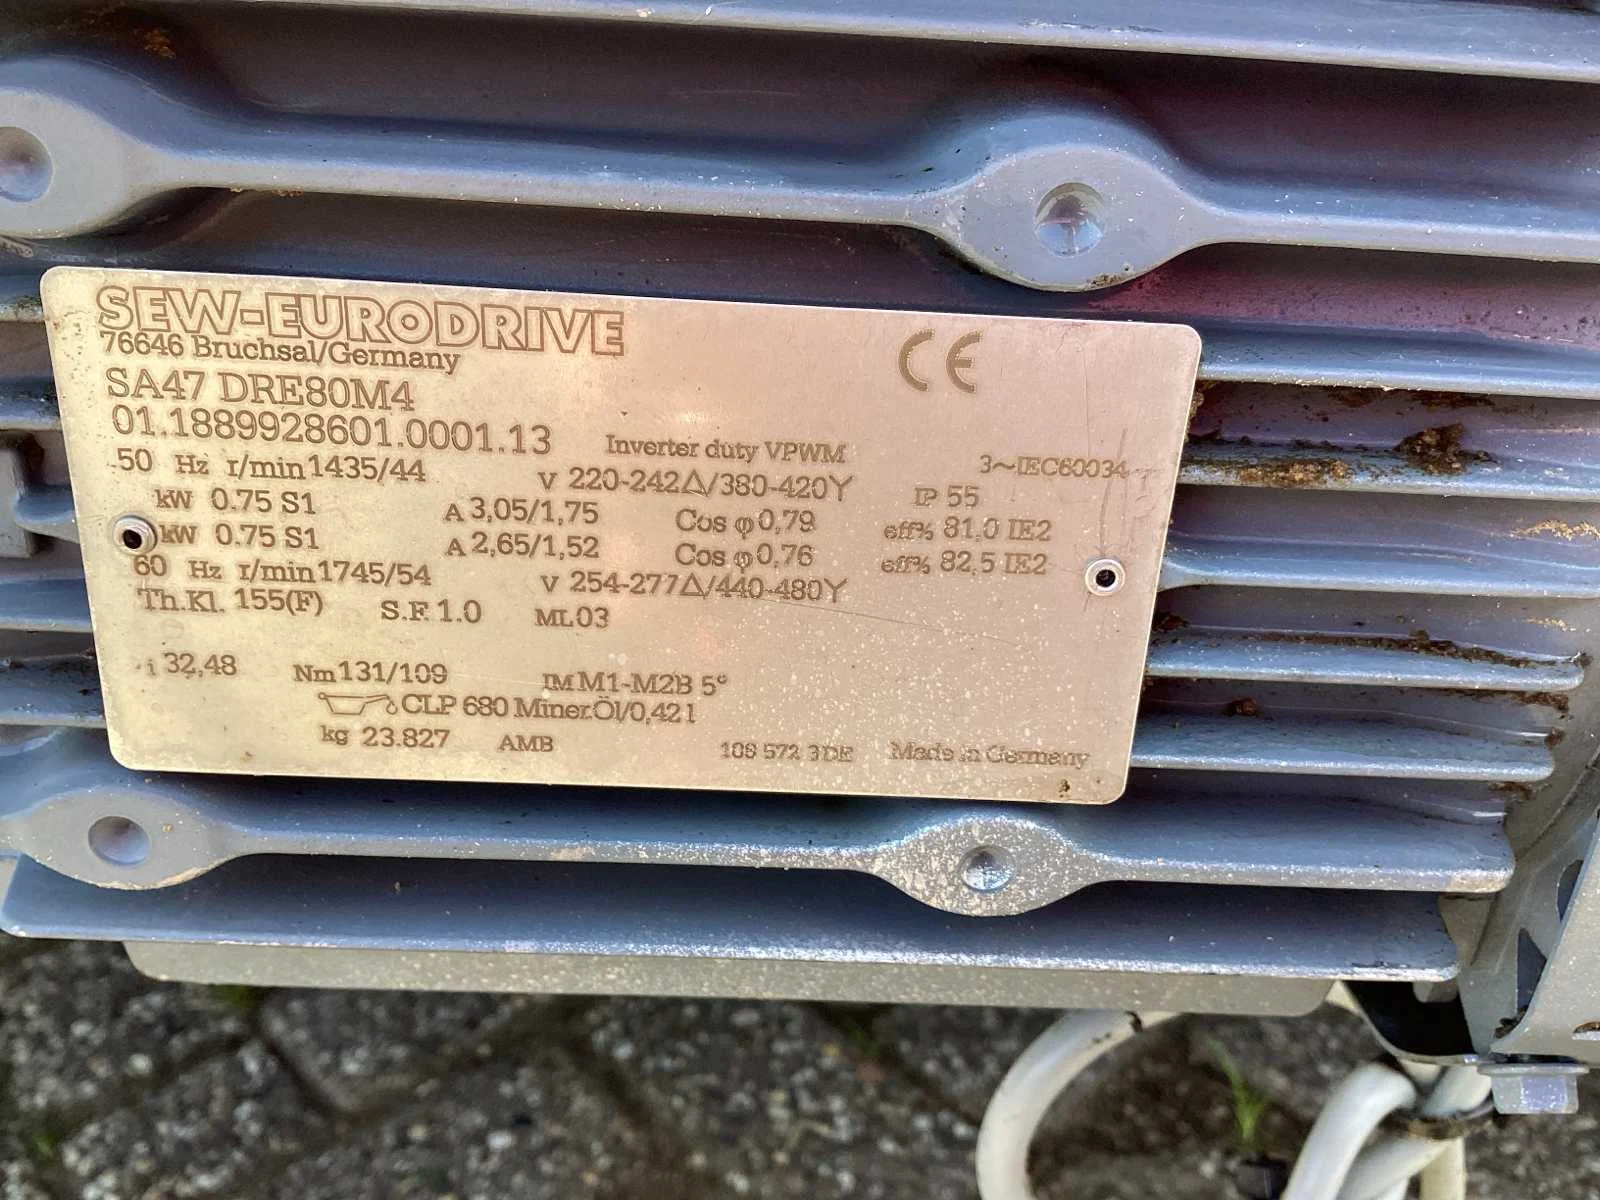 SEW-EURODRIVE
CE
76646 Bruchsal/Germany
SA47 DRE80M4
01.1889928601.0001.13 Inverter duty VPWM 3~IEC60034
50 Hz r/min 1435/44 V 220-242Δ/380-420Y IP 55
kW 0.75 S1 A 3,05/1,75 Cos φ 0,79 eff% 81,0 IE2
kW 0.75 S1 A 2,65/1,52 Cos φ 0,76 eff% 82,5 IE2
60 Hz r/min 1745/54 V 254-277Δ/440-480Y
Th.Kl. 155(F) S.F. 1.0 ML03
i 32,48 Nm 131/109 IM M1-M2B 5°
CLP 680 Miner.Öl/0,42 l
kg 23.827 AMB 108 572 3 DE Made in Germany